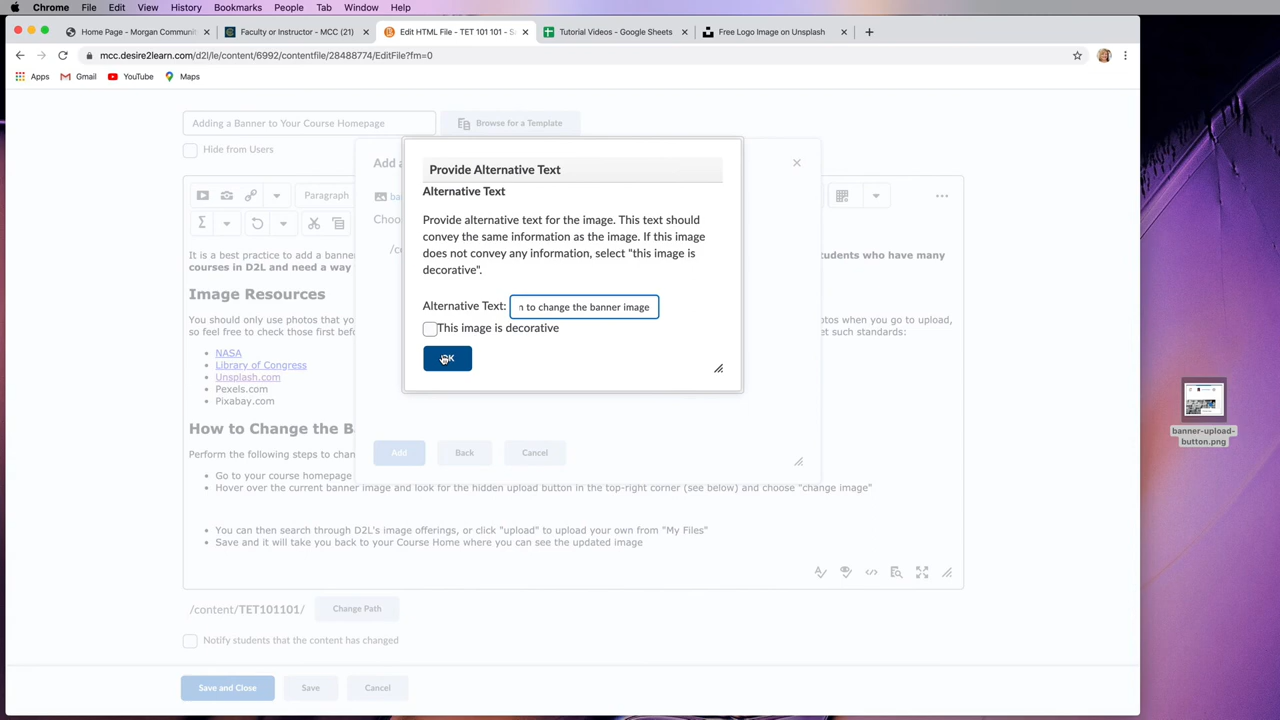 Chrome File Edit View History Bookmarks People Tab Window Help
Home Page - Morgan Communi
Faculty or Instructor - MCC (21)
Edit HTML File - TET 101 101 - S
Tutorial Videos - Google Sheets
Free Logo Image on Unsplash
mcc.desire2learn.com/d2l/le/content/6992/contentfile/28488774/EditFile?fm=0
Apps Gmail YouTube Maps
Adding a Banner to Your Course Homepage
Browse for a Template
Hide from Users
Add a
Provide Alternative Text
Alternative Text
Paragraph
ba
Choo
/co
Provide alternative text for the image. This text should
convey the same information as the image. If this image
does not convey any information, select "this image is
decorative".
Alternative Text: n to change the banner image
This image is decorative
OK
It is a best practice to add a banne
tudents who have many
courses in D2L and need a way
Image Resources
You should only use photos that yo
otos when you go to upload,
so feel free to check those first befo
et such standards:
NASA
Library of Congress
Unsplash.com
Pexels.com
Pixabay.com
How to Change the B
Perform the following steps to chan
Add Back Cancel
Go to your course homepage
Hover over the current banner image and look for the hidden upload button in the top-right corner (see below) and choose "change image"
You can then search through D2L's image offerings, or click "upload" to upload your own from "My Files"
Save and it will take you back to your Course Home where you can see the updated image
/content/TET101101/ Change Path
Notify students that the content has changed
Save and Close Save Cancel
banner-upload-
button.png